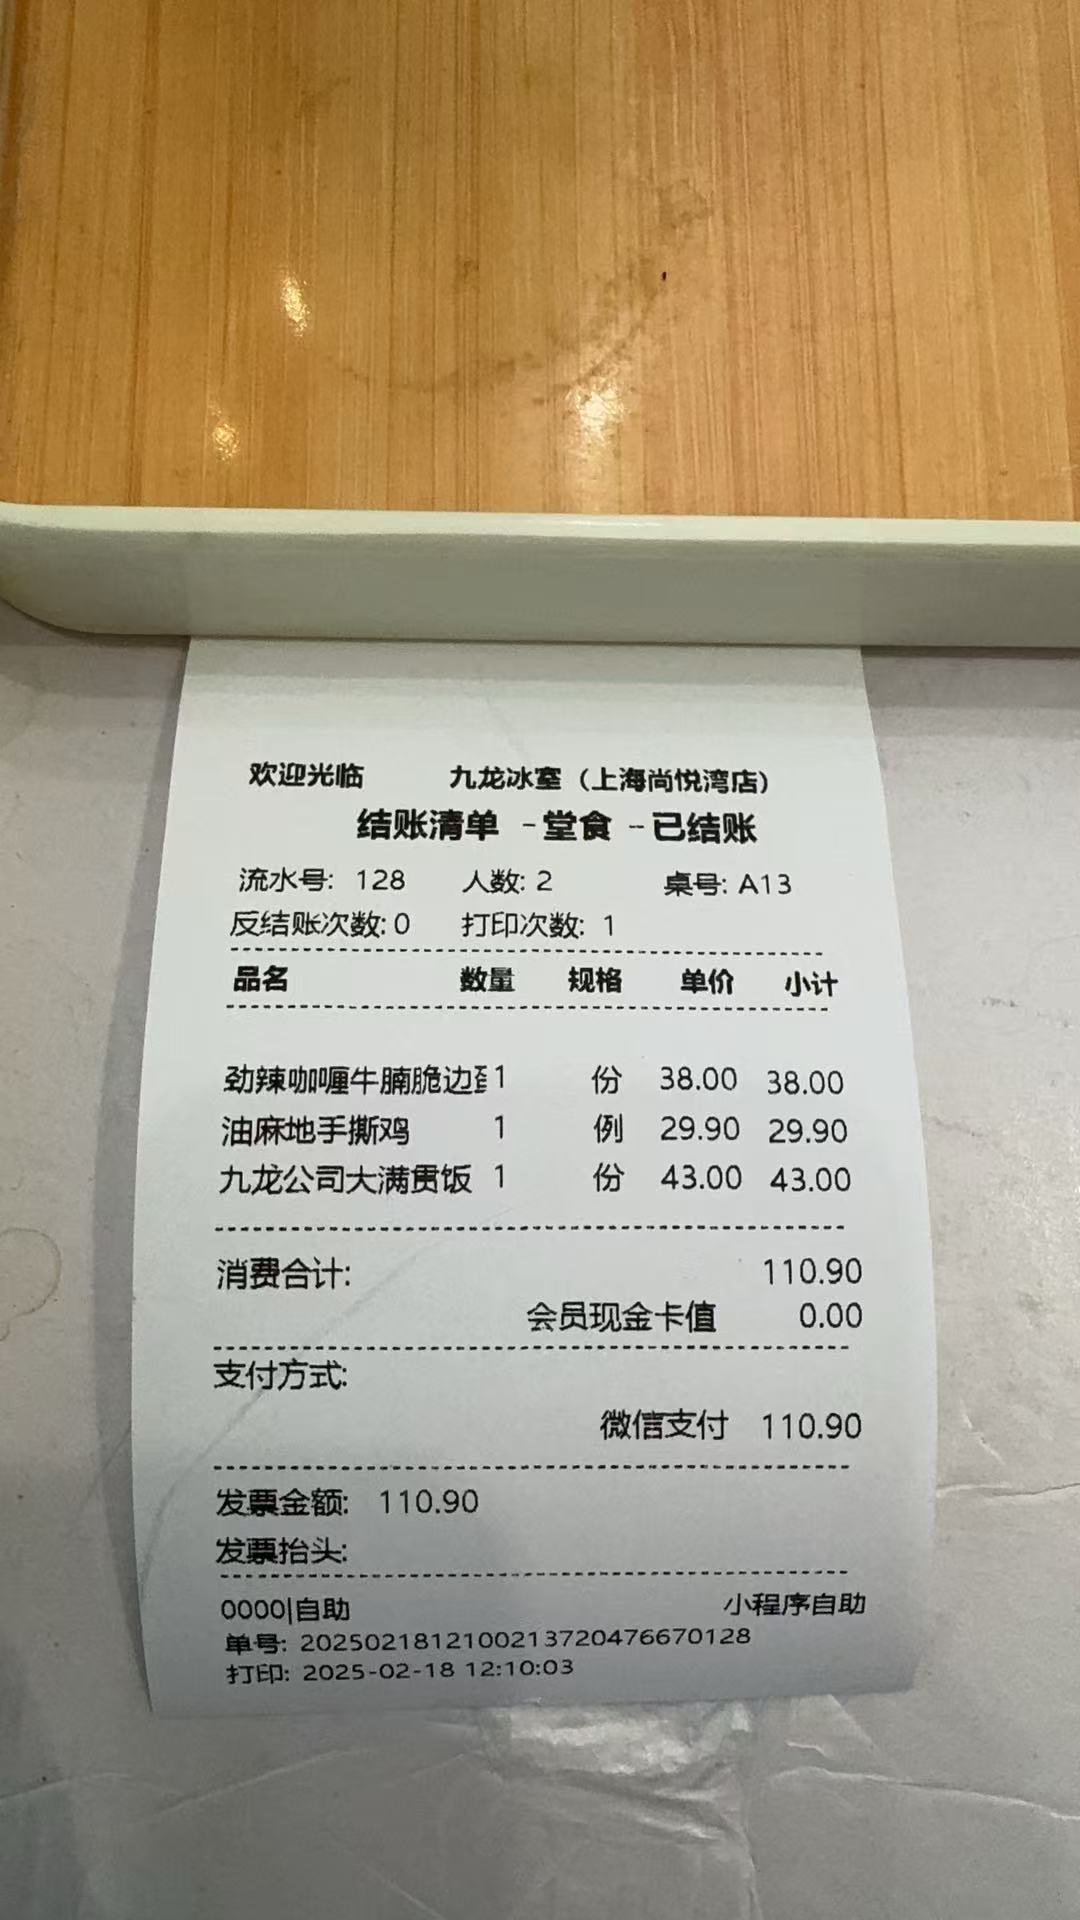 欢迎光临 九龙冰室（上海尚悦湾店）
结账清单 -堂食 -已结账
流水号: 128 人数: 2 桌号: A13
反结账次数: 0 打印次数: 1
品名 数量 规格 单价 小计
劲辣咖喱牛腩脆边 1 份 38.00 38.00
油麻地手撕鸡 1 例 29.90 29.90
九龙公司大满贯饭 1 份 43.00 43.00
消费合计: 110.90
会员现金卡值 0.00
支付方式:
微信支付 110.90
发票金额: 110.90
发票抬头:
0000|自助 小程序自助
单号: 2025021812100213720476670128
打印: 2025-02-18 12:10:03